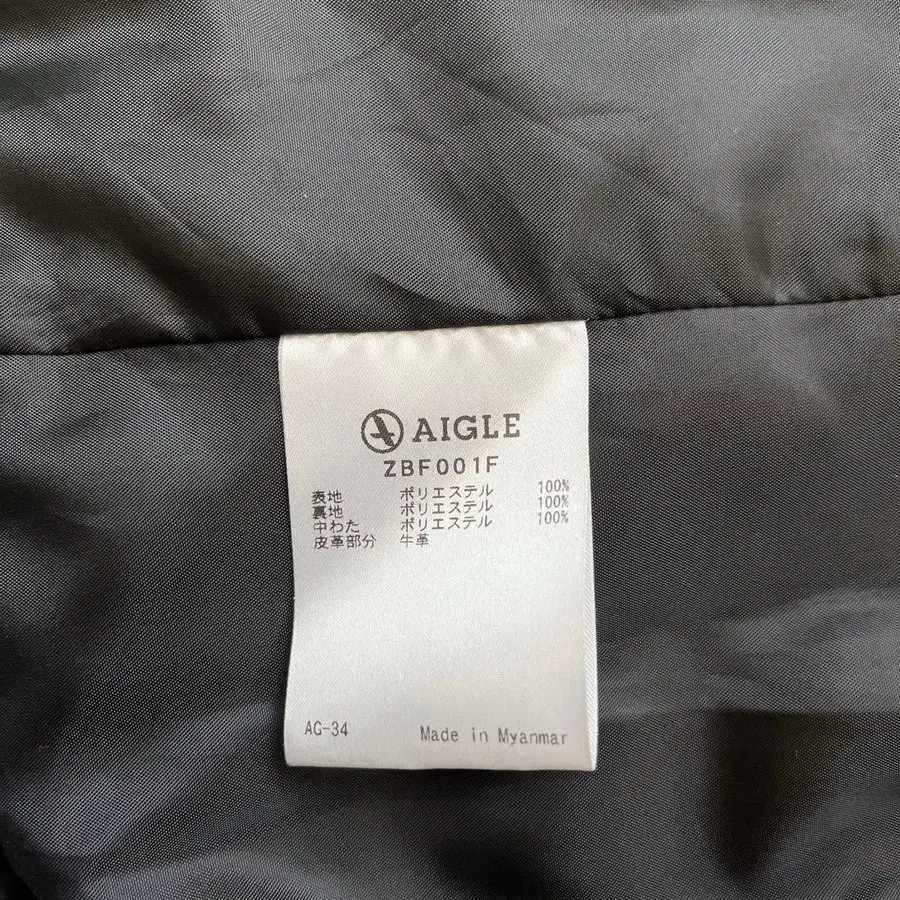 AIGLE
ZBF001F
表地 ポリエステル 100%
裏地 ポリエステル 100%
中わた ポリエステル 100%
皮革部分 牛革
AG-34 Made in Myanmar